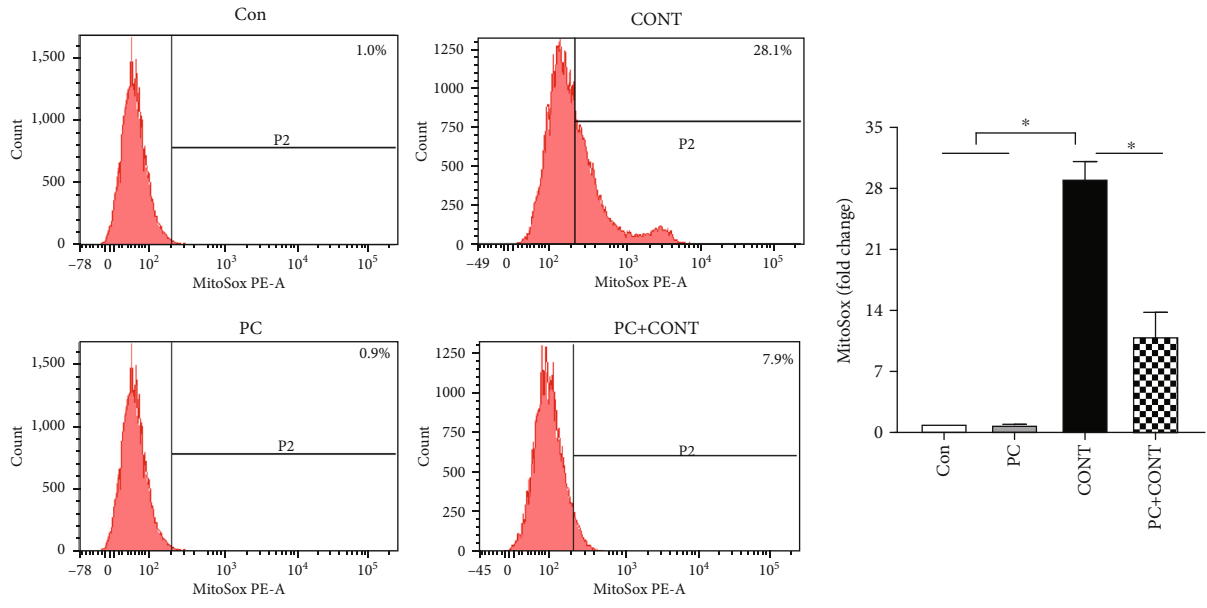 Con
1.0%
P2
Count
1,500
1,000
500
0
−78 0 10² 10³ 10⁴ 10⁵
MitoSox PE-A
CONT
28.1%
P2
Count
1250
1000
750
500
250
0
−49 0 10² 10³ 10⁴ 10⁵
MitoSox PE-A
PC
0.9%
P2
Count
1,500
1,000
500
0
−78 0 10² 10³ 10⁴ 10⁵
MitoSox PE-A
PC+CONT
7.9%
P2
Count
1250
1000
750
500
250
0
−45 0 10² 10³ 10⁴ 10⁵
MitoSox PE-A
MitoSox (fold change)
35
28
21
14
7
0
*
*
Con
PC
CONT
PC+CONT